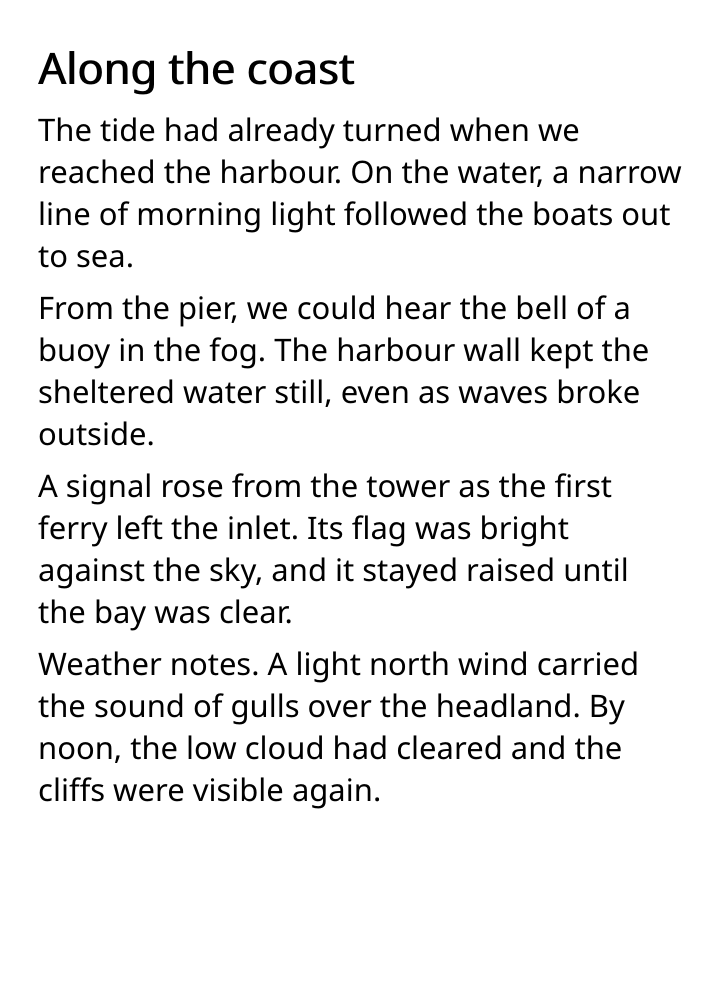 Along the coast
The tide had already turned when we
reached the harbour. On the water, a narrow
line of morning light followed the boats out
to sea.
From the pier, we could hear the bell of a
buoy in the fog. The harbour wall kept the
sheltered water still, even as waves broke
outside.
A signal rose from the tower as the first
ferry left the inlet. Its flag was bright
against the sky, and it stayed raised until
the bay was clear.
Weather notes. A light north wind carried
the sound of gulls over the headland. By
noon, the low cloud had cleared and the
cliffs were visible again.